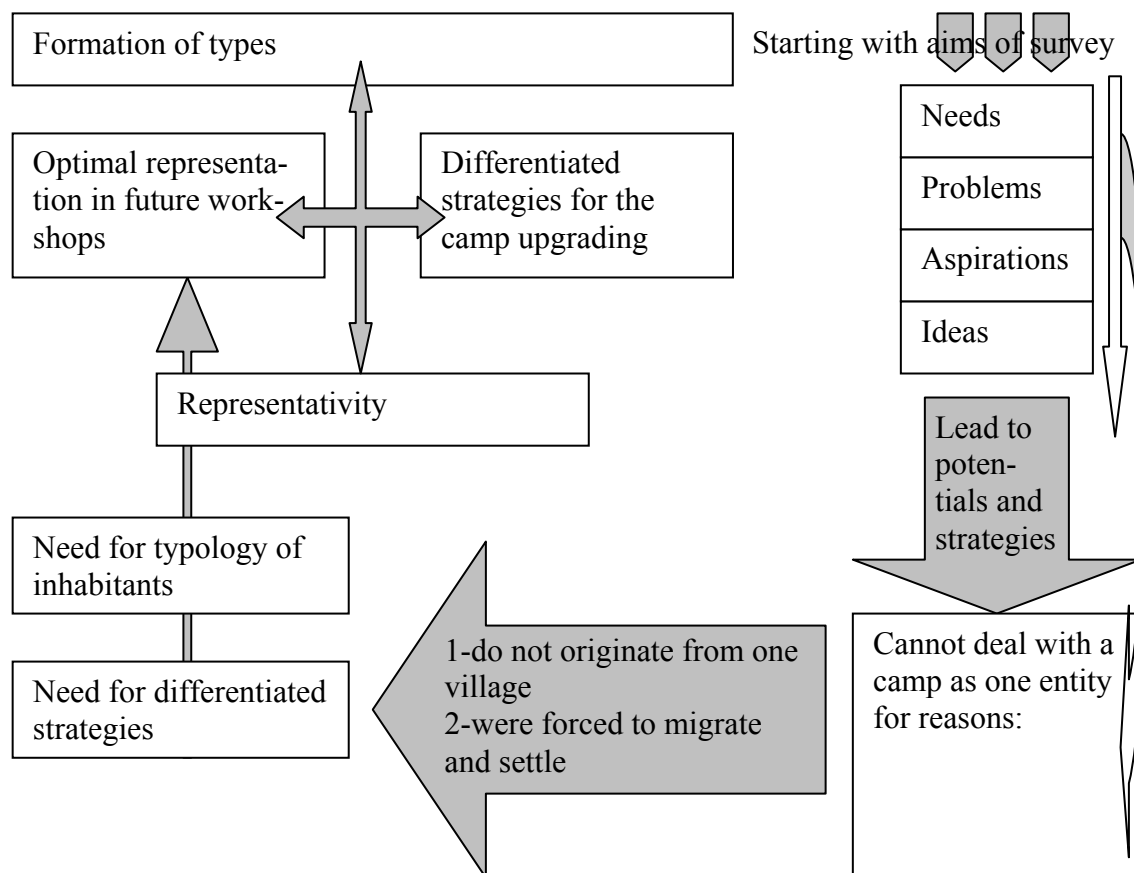 Formation of types
Starting with aims of survey
Needs
Optimal representa-
tion in future work-
shops
Differentiated
strategies for the
camp upgrading
Problems
Aspirations
Ideas
Representativity
Lead to
poten-
tials and
strategies
Need for typology of
inhabitants
Need for differentiated
strategies
1-do not originate from one
village
2-were forced to migrate
and settle
Cannot deal with a
camp as one entity
for reasons: